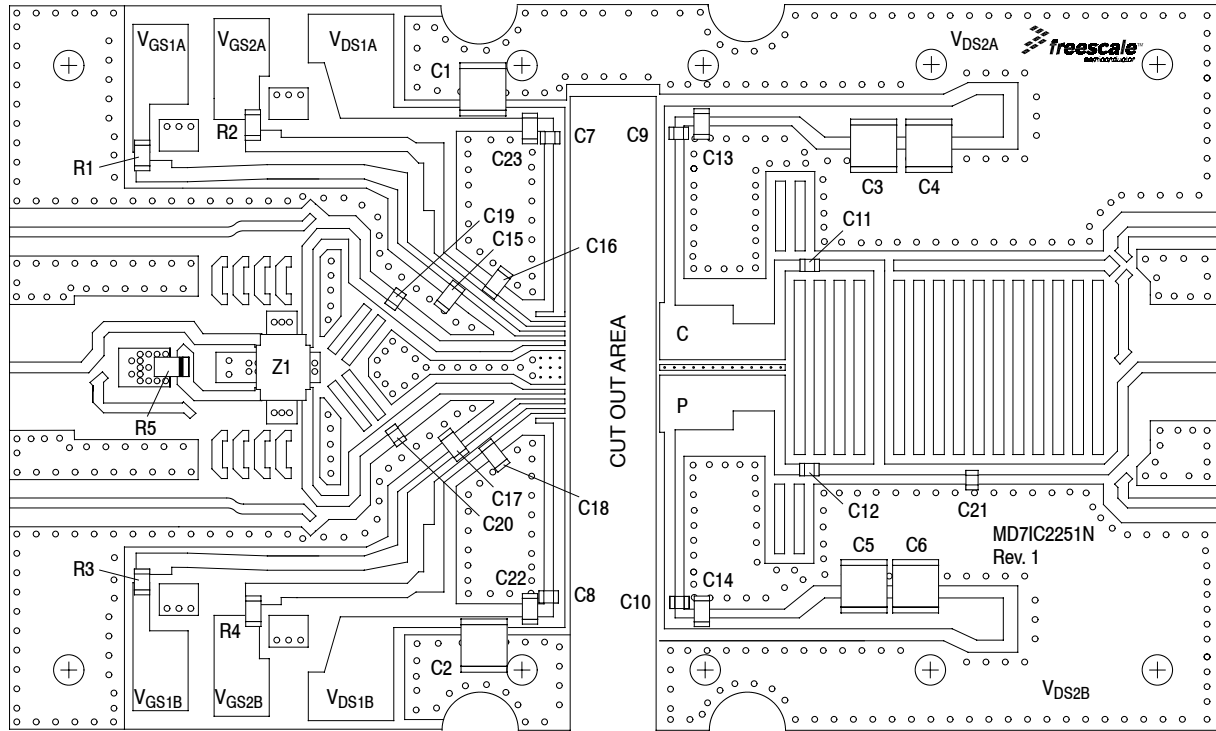 VGS1A
VGS2A
VDS1A
VDS2A
freescale™
semiconductor
C1
R2
R1
C23
C7
C9
C13
C3
C4
C19
C15
C16
C11
Z1
R5
CUT OUT AREA
C
P
C17
C20
C18
C12
C21
MD7IC2251N
Rev. 1
R3
R4
C22
C8
C10
C14
C5
C6
C2
VGS1B
VGS2B
VDS1B
VDS2B